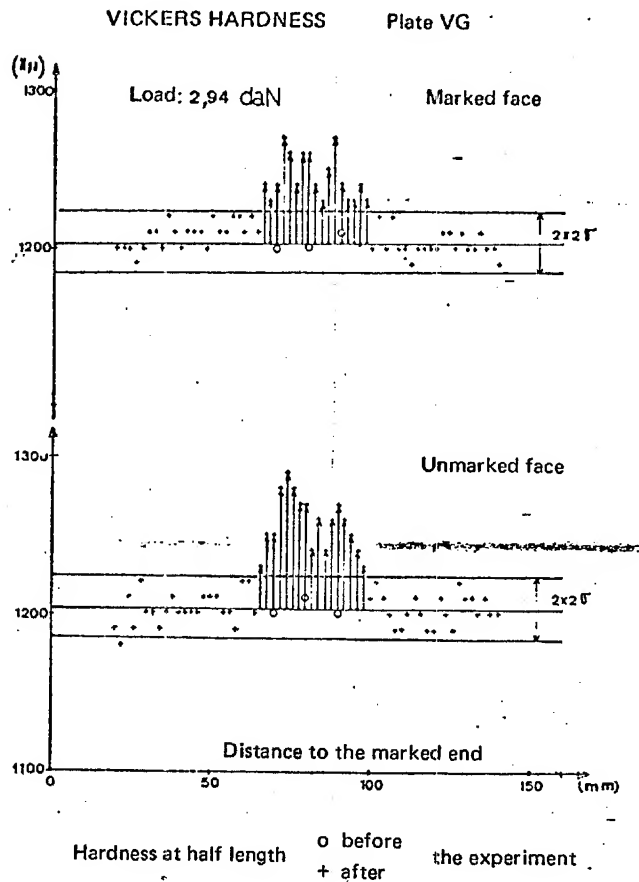 VICKERS HARDNESS Plate VG
1300 Load: 2,94 daN Marked face
2x2σ
1200
1300
Unmarked face
2x2σ
1200
Distance to the marked end
1100
0 50 100 150 (mm)
o before
Hardness at half length the experiment
+ after